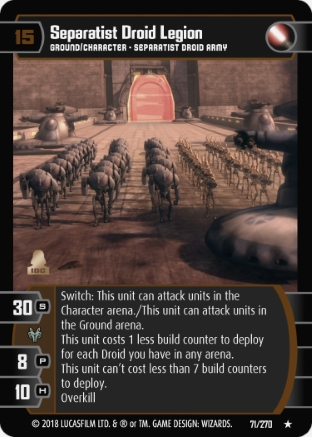 15
Separatist Droid Legion
GROUND/CHARACTER - SEPARATIST DROID ARMY
30 S
8 P
10 H
Switch: This unit can attack units in the
Character arena./This unit can attack units in
the Ground arena.
This unit costs 1 less build counter to deploy
for each Droid you have in any arena.
This unit can't cost less than 7 build counters
to deploy.
Overkill
© 2018 LUCASFILM LTD. & ® or TM. GAME DESIGN: WIZARDS.
71/270